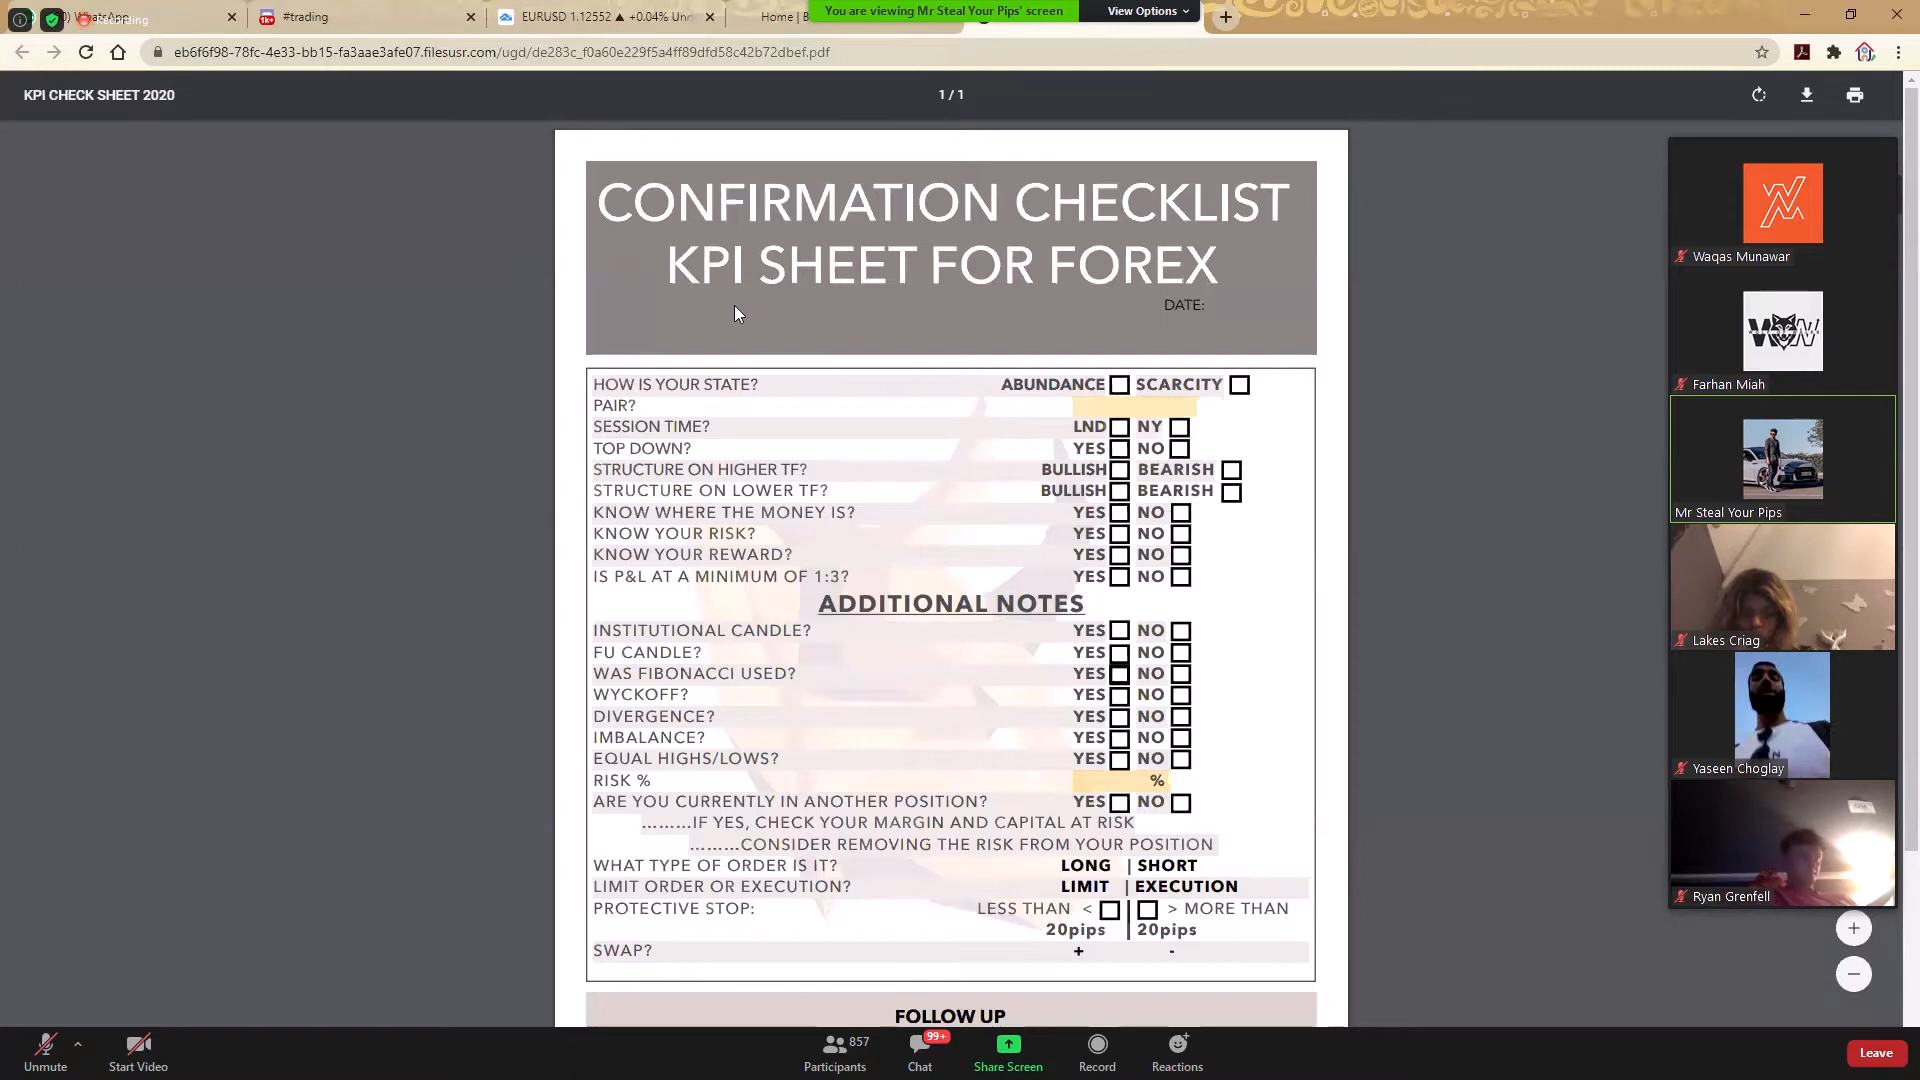 WhatsApp
Recording
#trading
EURUSD 1.12552 ▲ +0.04% Unn
Home | B
You are viewing Mr Steal Your Pips' screen
View Options
eb6f6f98-78fc-4e33-bb15-fa3aae3afe07.filesusr.com/ugd/de283c_f0a60e229f5a4ff89dfd58c42b72dbef.pdf
KPI CHECK SHEET 2020
1 / 1
CONFIRMATION CHECKLIST
KPI SHEET FOR FOREX
DATE:
HOW IS YOUR STATE? ABUNDANCE SCARCITY
PAIR?
SESSION TIME? LND NY
TOP DOWN? YES NO
STRUCTURE ON HIGHER TF? BULLISH BEARISH
STRUCTURE ON LOWER TF? BULLISH BEARISH
KNOW WHERE THE MONEY IS? YES NO
KNOW YOUR RISK? YES NO
KNOW YOUR REWARD? YES NO
IS P&L AT A MINIMUM OF 1:3? YES NO
ADDITIONAL NOTES
INSTITUTIONAL CANDLE? YES NO
FU CANDLE? YES NO
WAS FIBONACCI USED? YES NO
WYCKOFF? YES NO
DIVERGENCE? YES NO
IMBALANCE? YES NO
EQUAL HIGHS/LOWS? YES NO
RISK % %
ARE YOU CURRENTLY IN ANOTHER POSITION? YES NO
.........IF YES, CHECK YOUR MARGIN AND CAPITAL AT RISK
.........CONSIDER REMOVING THE RISK FROM YOUR POSITION
WHAT TYPE OF ORDER IS IT? LONG | SHORT
LIMIT ORDER OR EXECUTION? LIMIT | EXECUTION
PROTECTIVE STOP: LESS THAN < | > MORE THAN
20pips | 20pips
SWAP? + -
FOLLOW UP
Waqas Munawar
Farhan Miah
Mr Steal Your Pips
Lakes Criag
Yaseen Choglay
Ryan Grenfell
Unmute
Start Video
857
Participants
99+
Chat
Share Screen
Record
Reactions
Leave